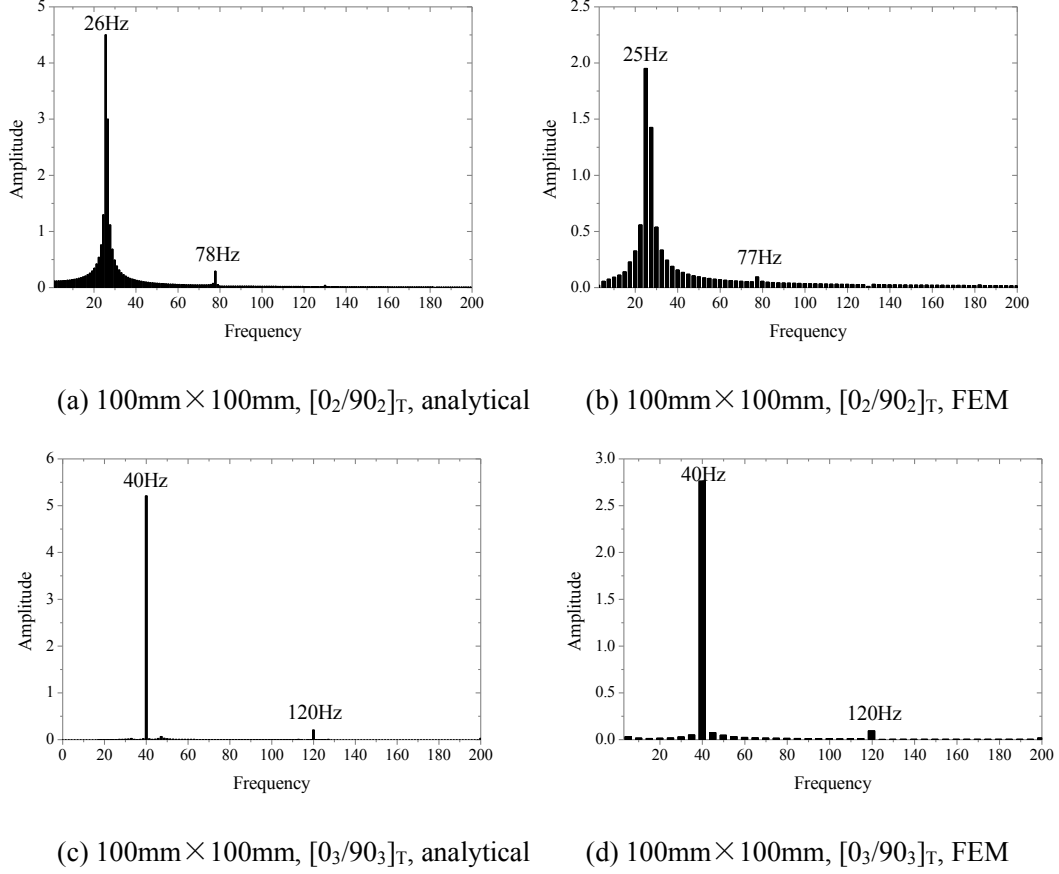 5
4
3
2
1
0
20 40 60 80 100 120 140 160 180 200
Amplitude
Frequency
26Hz
78Hz
2.5
2.0
1.5
1.0
0.5
0.0
20 40 60 80 100 120 140 160 180 200
Amplitude
Frequency
25Hz
77Hz
(a) 100mm×100mm, [0₂/90₂]T, analytical
(b) 100mm×100mm, [0₂/90₂]T, FEM
6
5
4
3
2
1
0
0 20 40 60 80 100 120 140 160 180 200
Amplitude
Frequency
40Hz
120Hz
3.0
2.5
2.0
1.5
1.0
0.5
0.0
20 40 60 80 100 120 140 160 180 200
Amplitude
Frequency
40Hz
120Hz
(c) 100mm×100mm, [0₃/90₃]T, analytical
(d) 100mm×100mm, [0₃/90₃]T, FEM